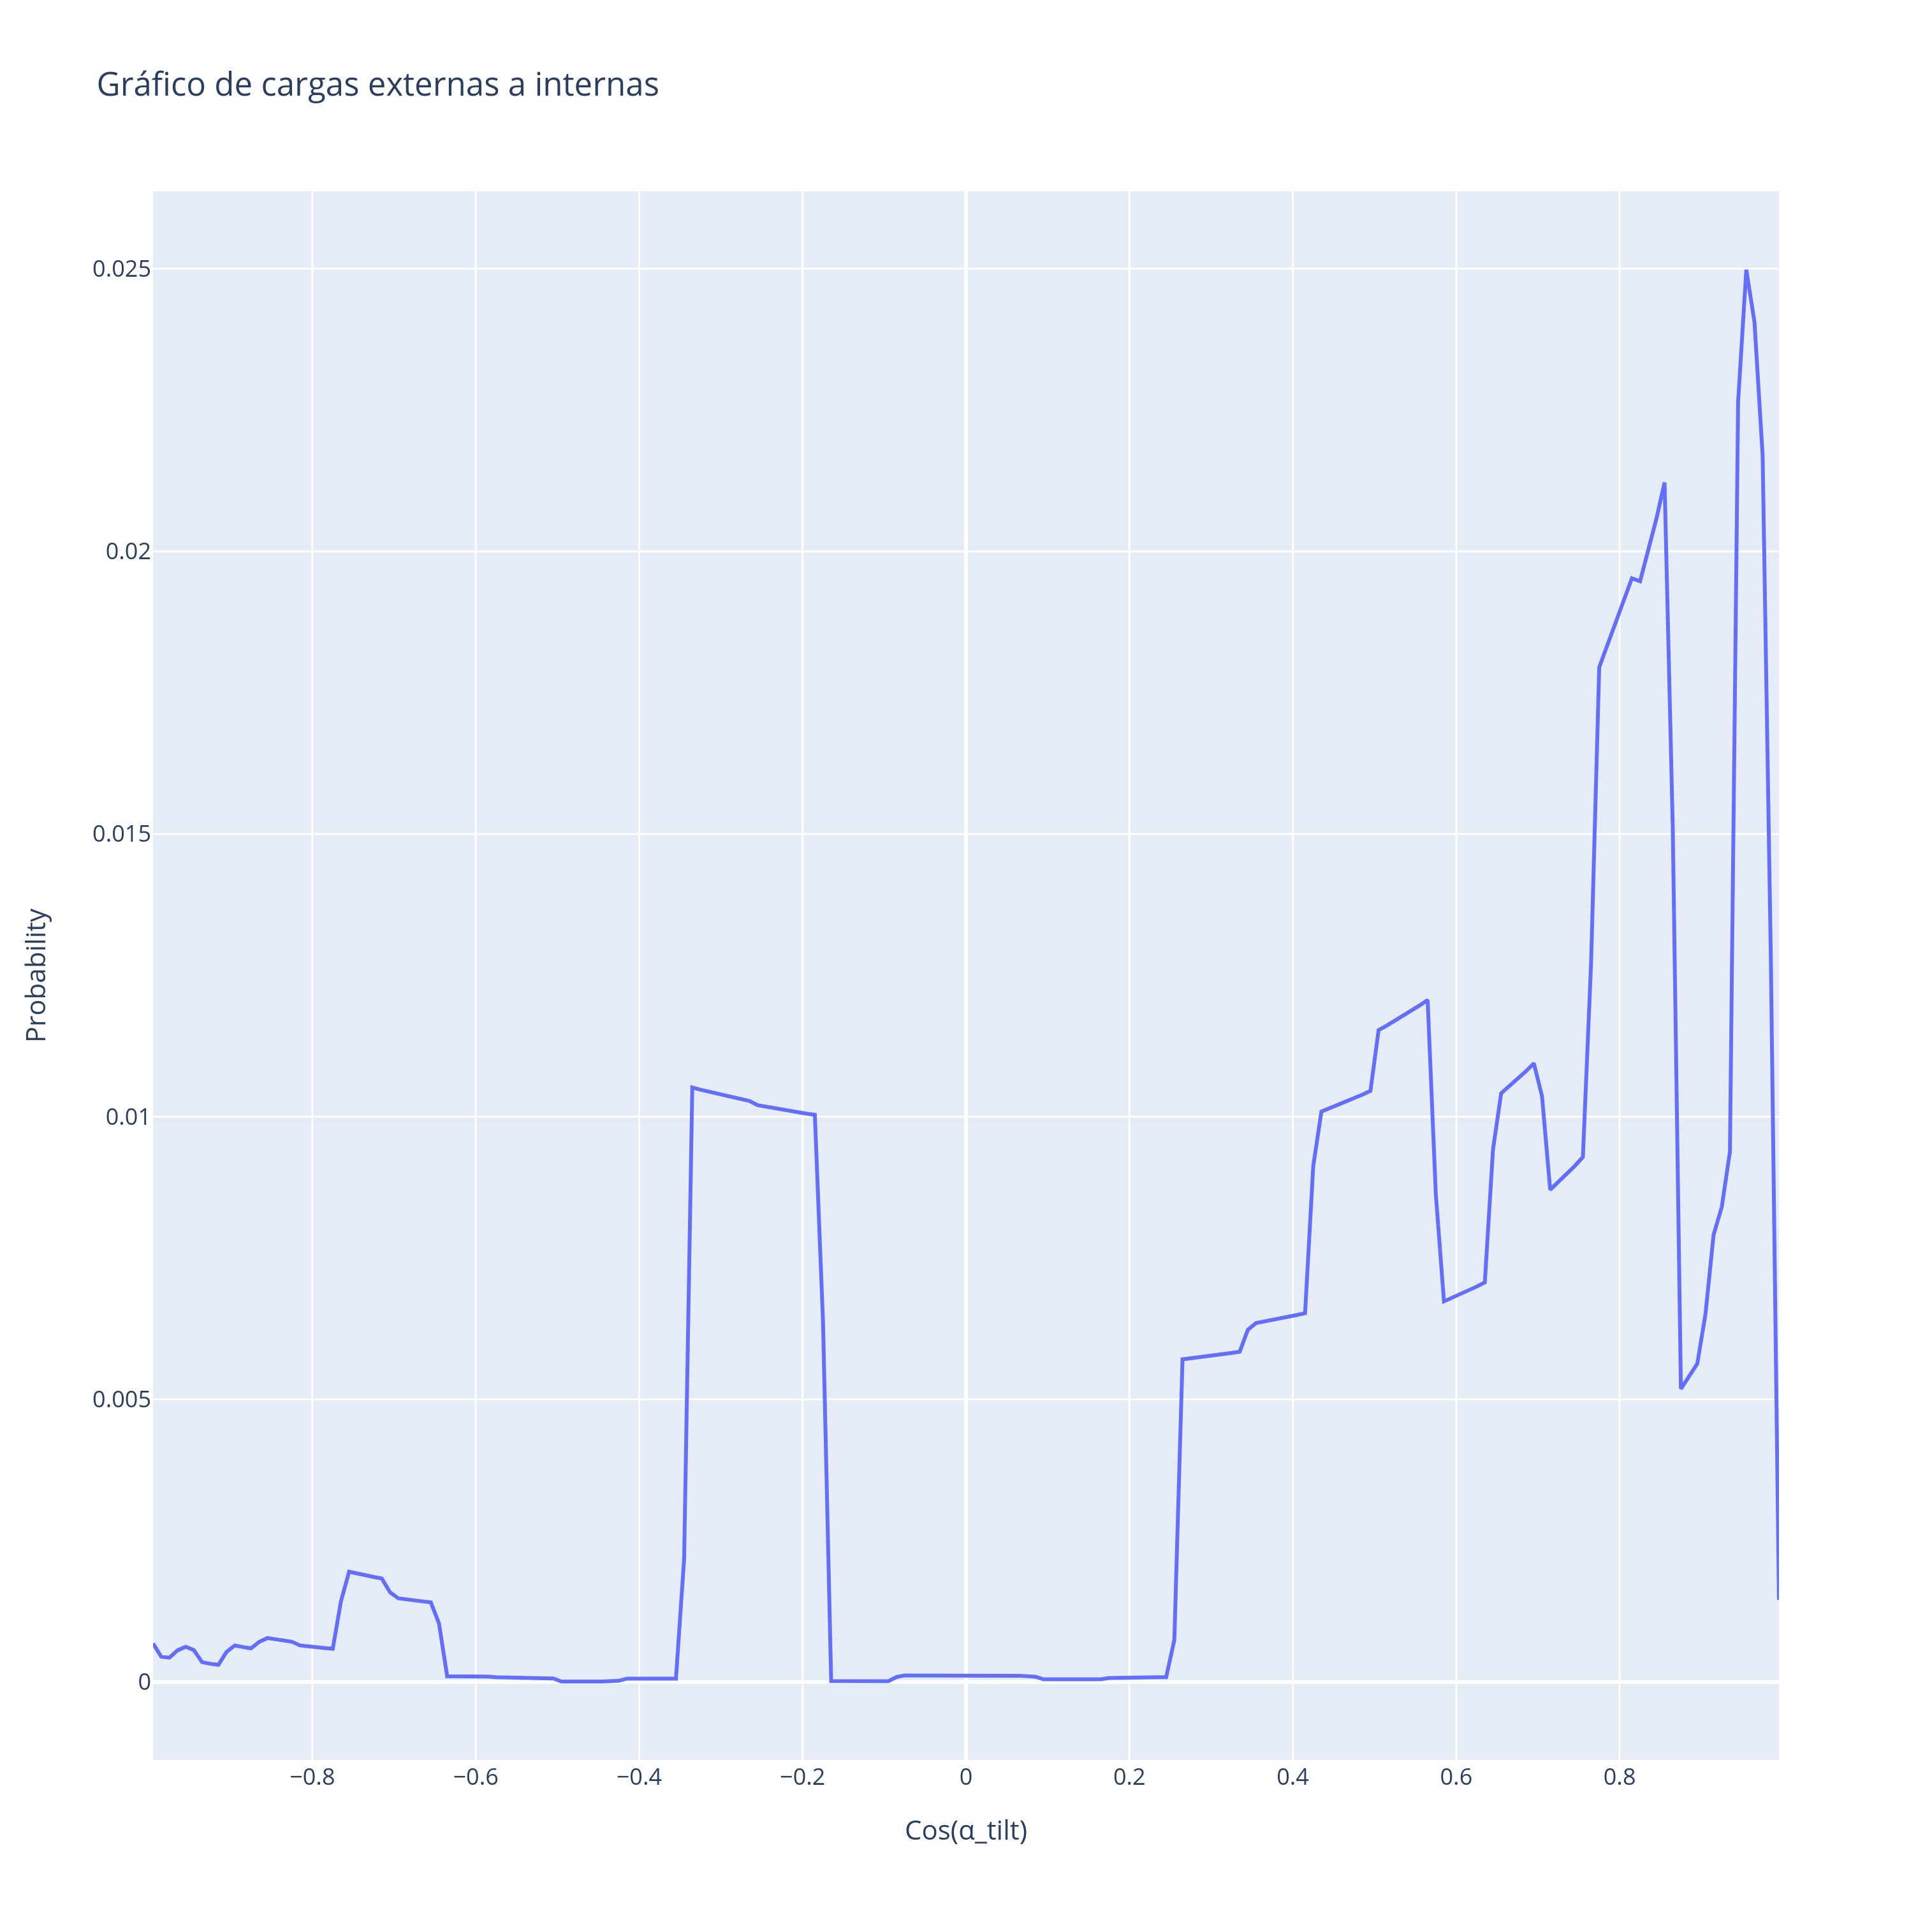 Gráfico de cargas externas a internas
0.025
0.02
0.015
0.01
0.005
0
Probability
−0.8 −0.6 −0.4 −0.2 0 0.2 0.4 0.6 0.8
Cos(α_tilt)